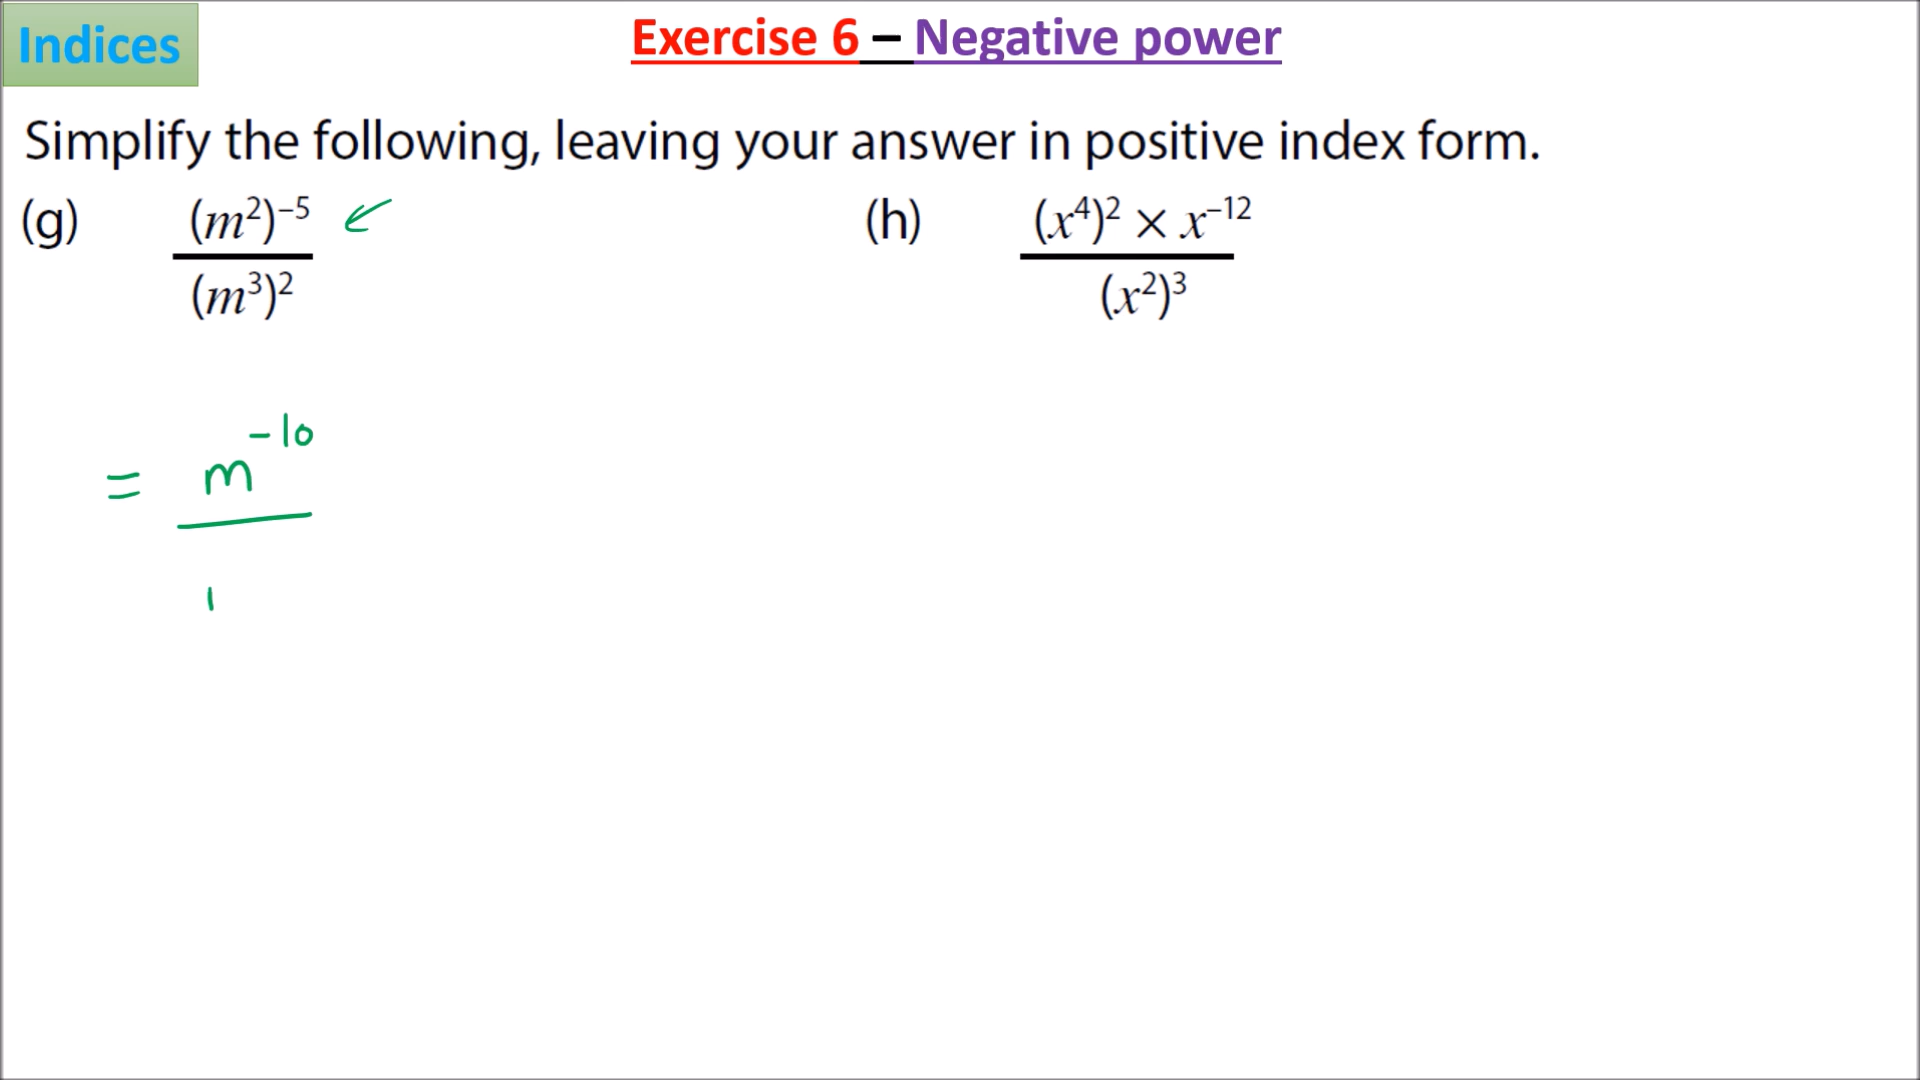 Indices
Exercise 6 – Negative power
Simplify the following, leaving your answer in positive index form.
(g) (m²)⁻⁵ / (m³)²
(h) (x⁴)² × x⁻¹² / (x²)³
= m⁻¹⁰